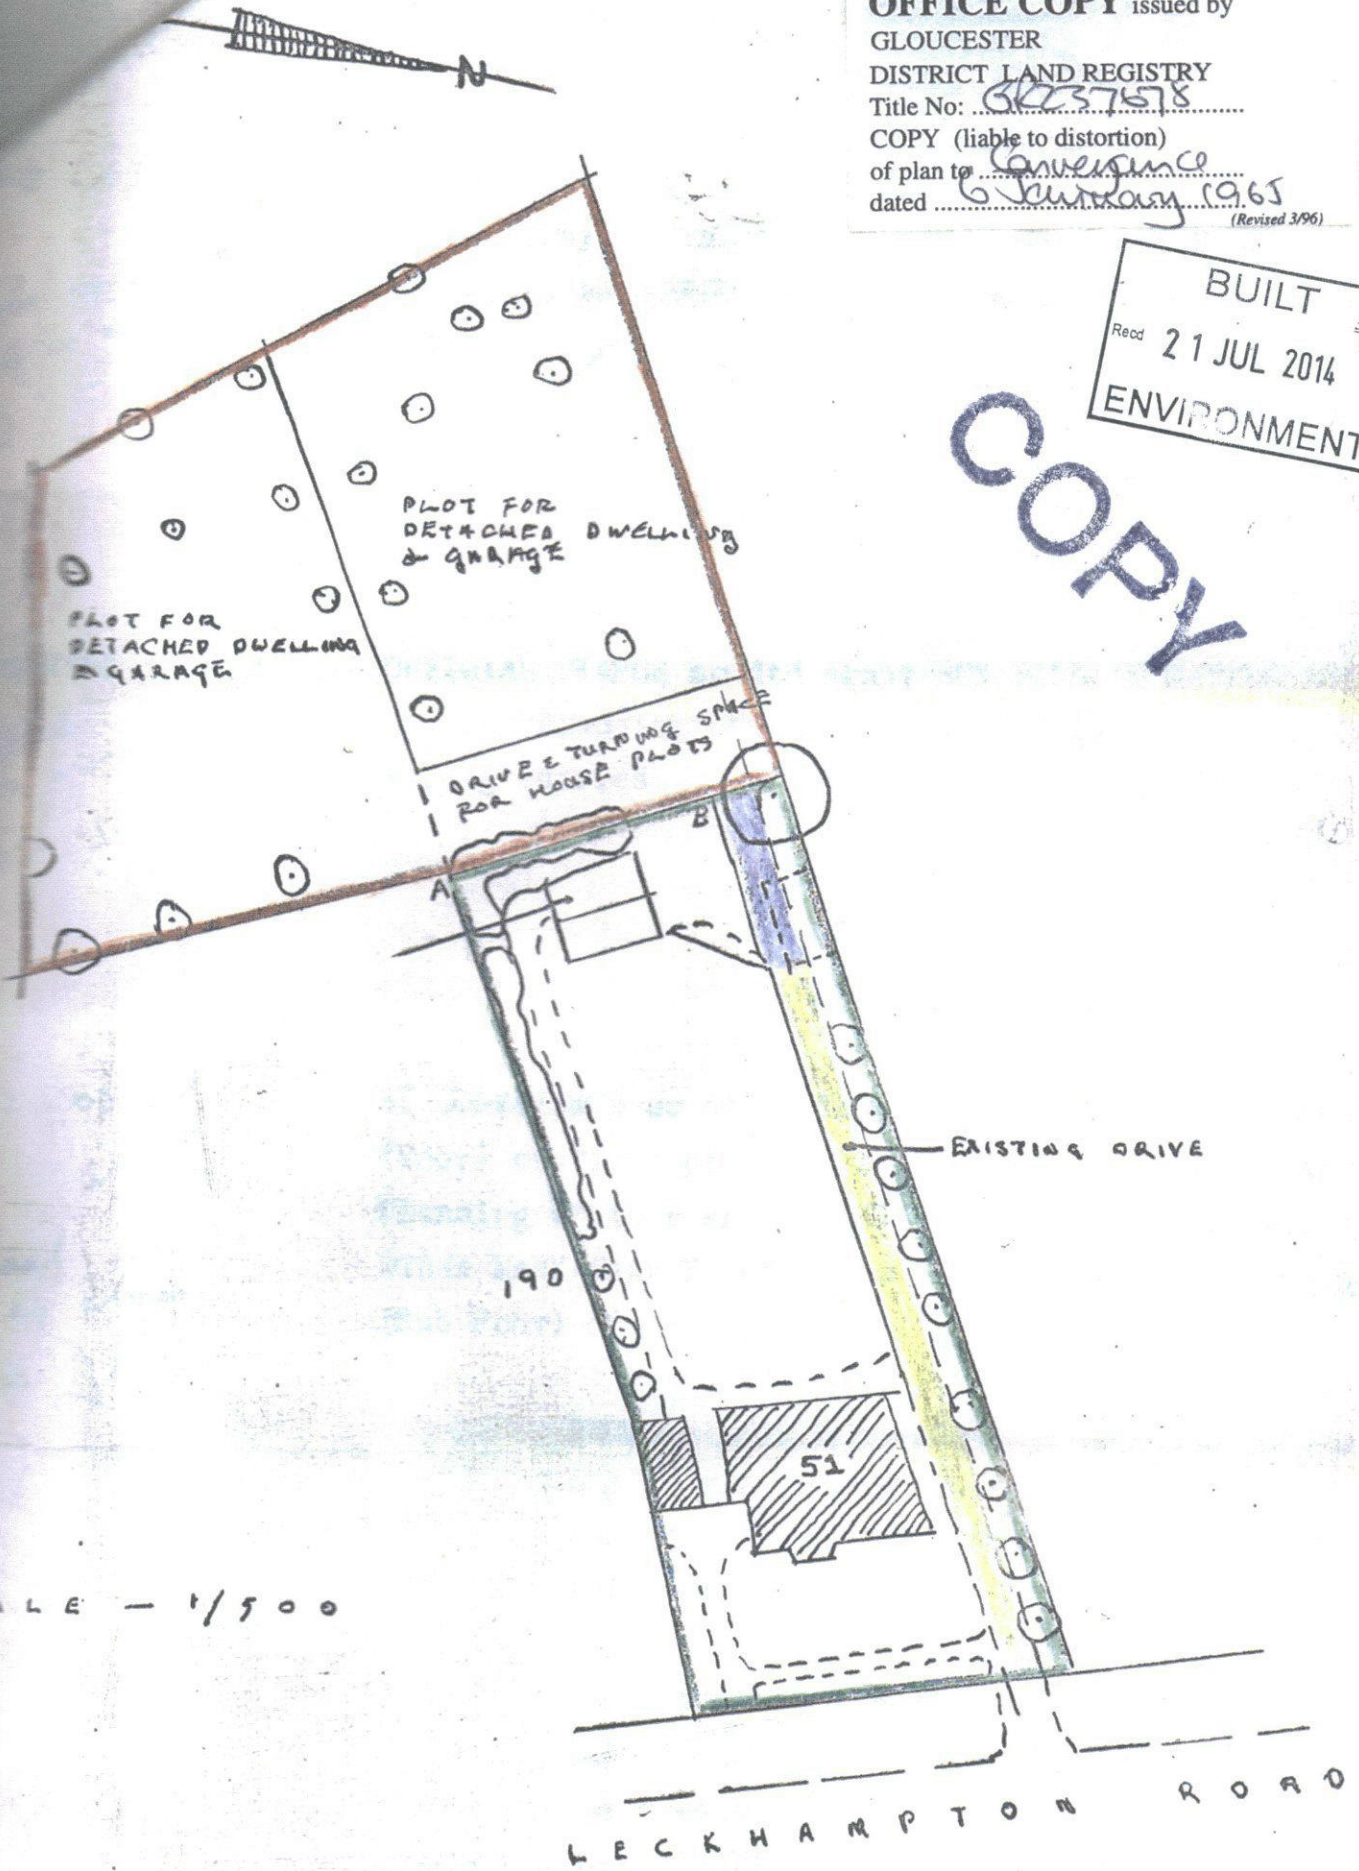 N
OFFICE COPY issued by
GLOUCESTER
DISTRICT LAND REGISTRY
Title No:
COPY (liable to distortion)
of plan to Conveyance
dated 6 January 1965
(Revised 3/96)
BUILT
Recd 21 JUL 2014
ENVIRONMENT
COPY
PLOT FOR
DETACHED DWELLING
& GARAGE
PLOT FOR
DETACHED DWELLING
& GARAGE
DRIVE & TURNING SPACE
FOR HOUSE PLOTS
A
B
EXISTING DRIVE
190
51
ALE - 1/500
LECKHAMPTON ROAD